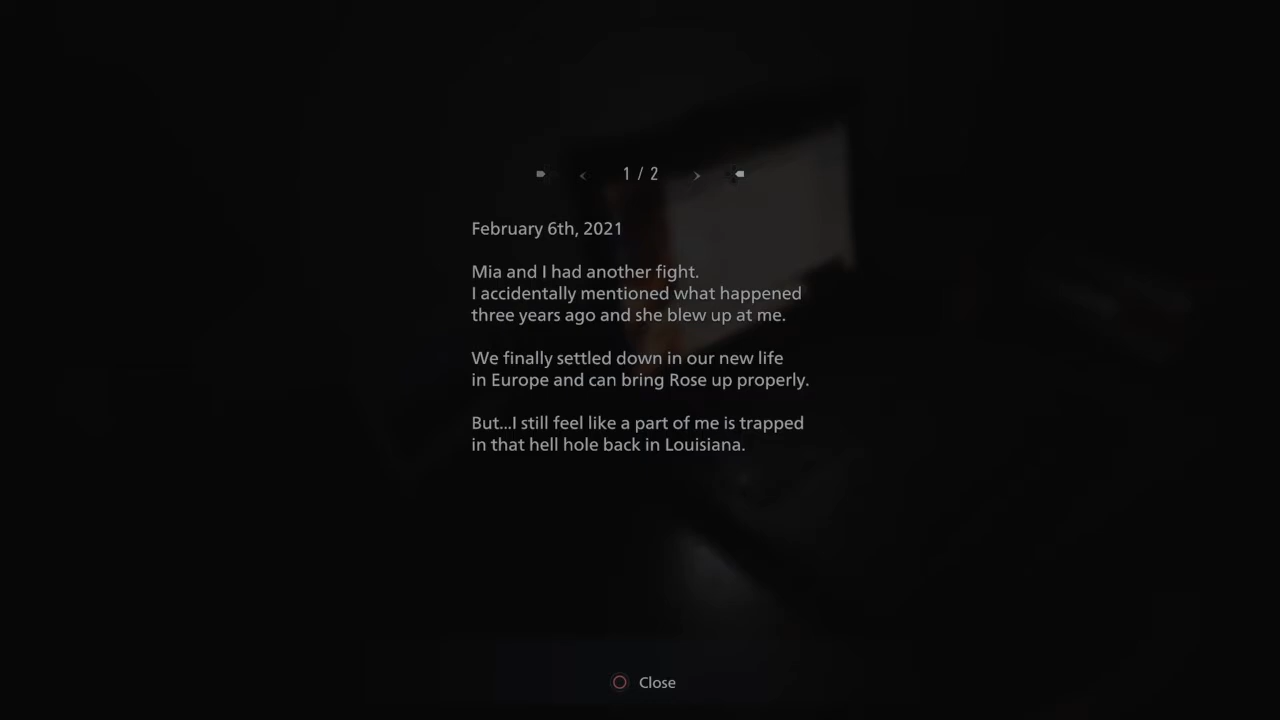 1 / 2
February 6th, 2021
Mia and I had another fight.
I accidentally mentioned what happened
three years ago and she blew up at me.
We finally settled down in our new life
in Europe and can bring Rose up properly.
But...I still feel like a part of me is trapped
in that hell hole back in Louisiana.
Close